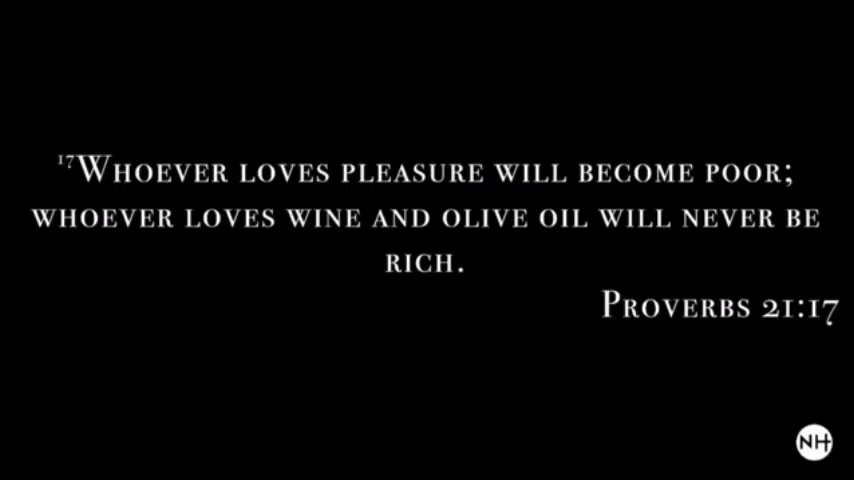 ¹⁷Whoever loves pleasure will become poor;
whoever loves wine and olive oil will never be
rich.
Proverbs 21:17
NH